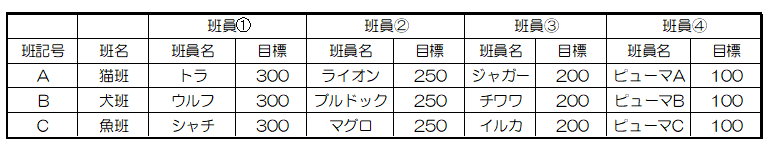 班員① 班員② 班員③ 班員④
班記号 班名 班員名 目標 班員名 目標 班員名 目標 班員名 目標
A 猫班 トラ 300 ライオン 250 ジャガー 200 ピューマA 100
B 犬班 ウルフ 300 ブルドック 250 チワワ 200 ピューマB 100
C 魚班 シャチ 300 マグロ 250 イルカ 200 ピューマC 100